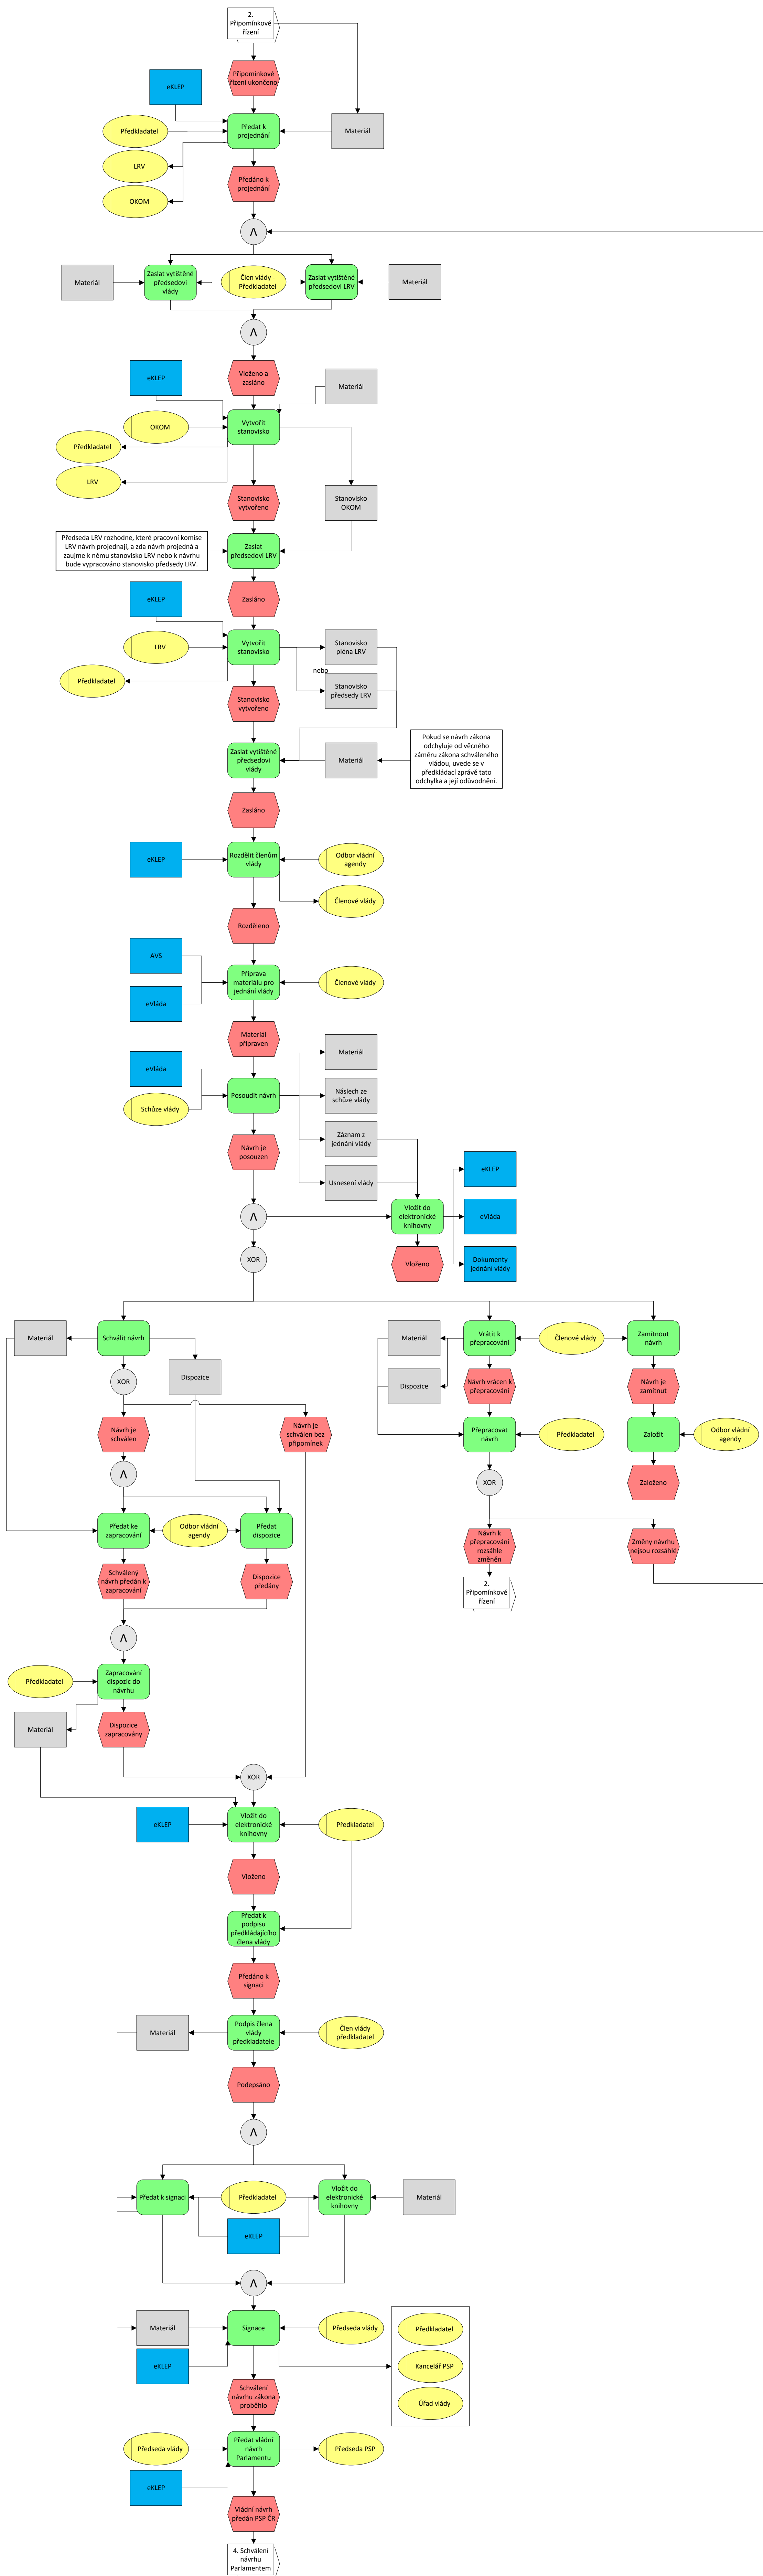 2.
Připomínkové
řízení
Připomínkové
řízení ukončeno
eKLEP
Předkladatel
Předat k
projednání
Materiál
LRV
OKOM
Předáno k
projednání
Λ
Materiál
Zaslat vytištěné
předsedovi
vlády
Člen vlády -
Předkladatel
Zaslat vytištěné
předsedovi LRV
Materiál
Λ
Vloženo a
zasláno
eKLEP
Materiál
OKOM
Vytvořit
stanovisko
Předkladatel
LRV
Stanovisko
vytvořeno
Stanovisko
OKOM
Předseda LRV rozhodne, které pracovní komise
LRV návrh projednají, a zda návrh projedná a
zaujme k němu stanovisko LRV nebo k návrhu
bude vypracováno stanovisko předsedy LRV.
Zaslat
předsedovi LRV
Zasláno
eKLEP
LRV
Vytvořit
stanovisko
Stanovisko
pléna LRV
nebo
Předkladatel
Stanovisko
předsedy LRV
Stanovisko
vytvořeno
Zaslat vytištěné
předsedovi
vlády
Materiál
Pokud se návrh zákona
odchyluje od věcného
záměru zákona schváleného
vládou, uvede se v
předkládací zprávě tato
odchylka a její odůvodnění.
Zasláno
eKLEP
Rozdělit členům
vlády
Odbor vládní
agendy
Členové vlády
Rozděleno
AVS
eVláda
Příprava
materiálu pro
jednání vlády
Členové vlády
Materiál
připraven
Materiál
eVláda
Posoudit návrh
Náslech ze
schůze vlády
Schůze vlády
Záznam z
jednání vlády
Návrh je
posouzen
Usnesení vlády
eKLEP
Λ
Vložit do
elektronické
knihovny
eVláda
XOR
Vloženo
Dokumenty
jednání vlády
Materiál
Schválit návrh
Dispozice
XOR
Návrh je
schválen
Návrh je
schválen bez
připomínek
Materiál
Vrátit k
přepracování
Členové vlády
Zamítnout
návrh
Dispozice
Návrh vrácen k
přepracování
Návrh je
zamítnut
Přepracovat
návrh
Předkladatel
Založit
Odbor vládní
agendy
Λ
XOR
Založeno
Předat ke
zapracování
Odbor vládní
agendy
Předat
dispozice
Návrh k
přepracování
rozsáhle
změněn
Změny návrhu
nejsou rozsáhlé
Schválený
návrh předán k
zapracování
Dispozice
předány
2.
Připomínkové
řízení
Λ
Předkladatel
Zapracování
dispozic do
návrhu
Materiál
Dispozice
zapracovány
XOR
eKLEP
Vložit do
elektronické
knihovny
Předkladatel
Vloženo
Předat k
podpisu
předkládajícího
člena vlády
Předáno k
signaci
Materiál
Podpis člena
vlády
předkladatele
Člen vlády
předkladatel
Podepsáno
Λ
Předat k signaci
Předkladatel
Vložit do
elektronické
knihovny
Materiál
eKLEP
Λ
Materiál
Signace
Předseda vlády
Předkladatel
eKLEP
Kancelář PSP
Úřad vlády
Schválení
návrhu zákona
proběhlo
Předseda vlády
Předat vládní
návrh
Parlamentu
Předseda PSP
eKLEP
Vládní návrh
předán PSP ČR
4. Schválení
návrhu
Parlamentem